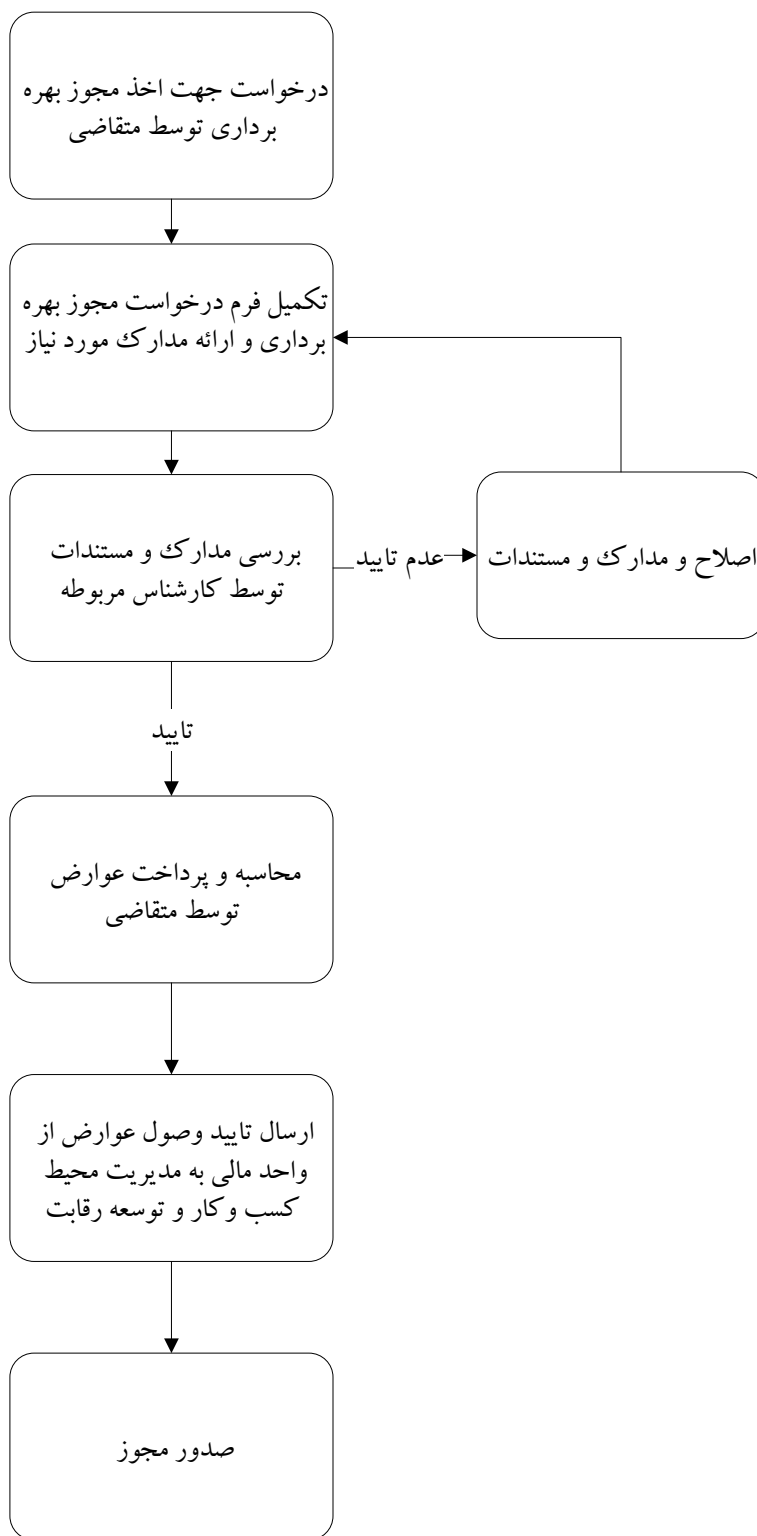 درخواست جهت اخذ مجوز بهره
برداری توسط متقاضی
تکمیل فرم درخواست مجوز بهره
برداری و ارائه مدارک مورد نیاز
بررسی مدارک و مستندات
توسط کارشناس مربوطه
عدم تایید
اصلاح و مدارک و مستندات
تایید
محاسبه و پرداخت عوارض
توسط متقاضی
ارسال تایید وصول عوارض از
واحد مالی به مدیریت محیط
کسب وکار و توسعه رقابت
صدور مجوز